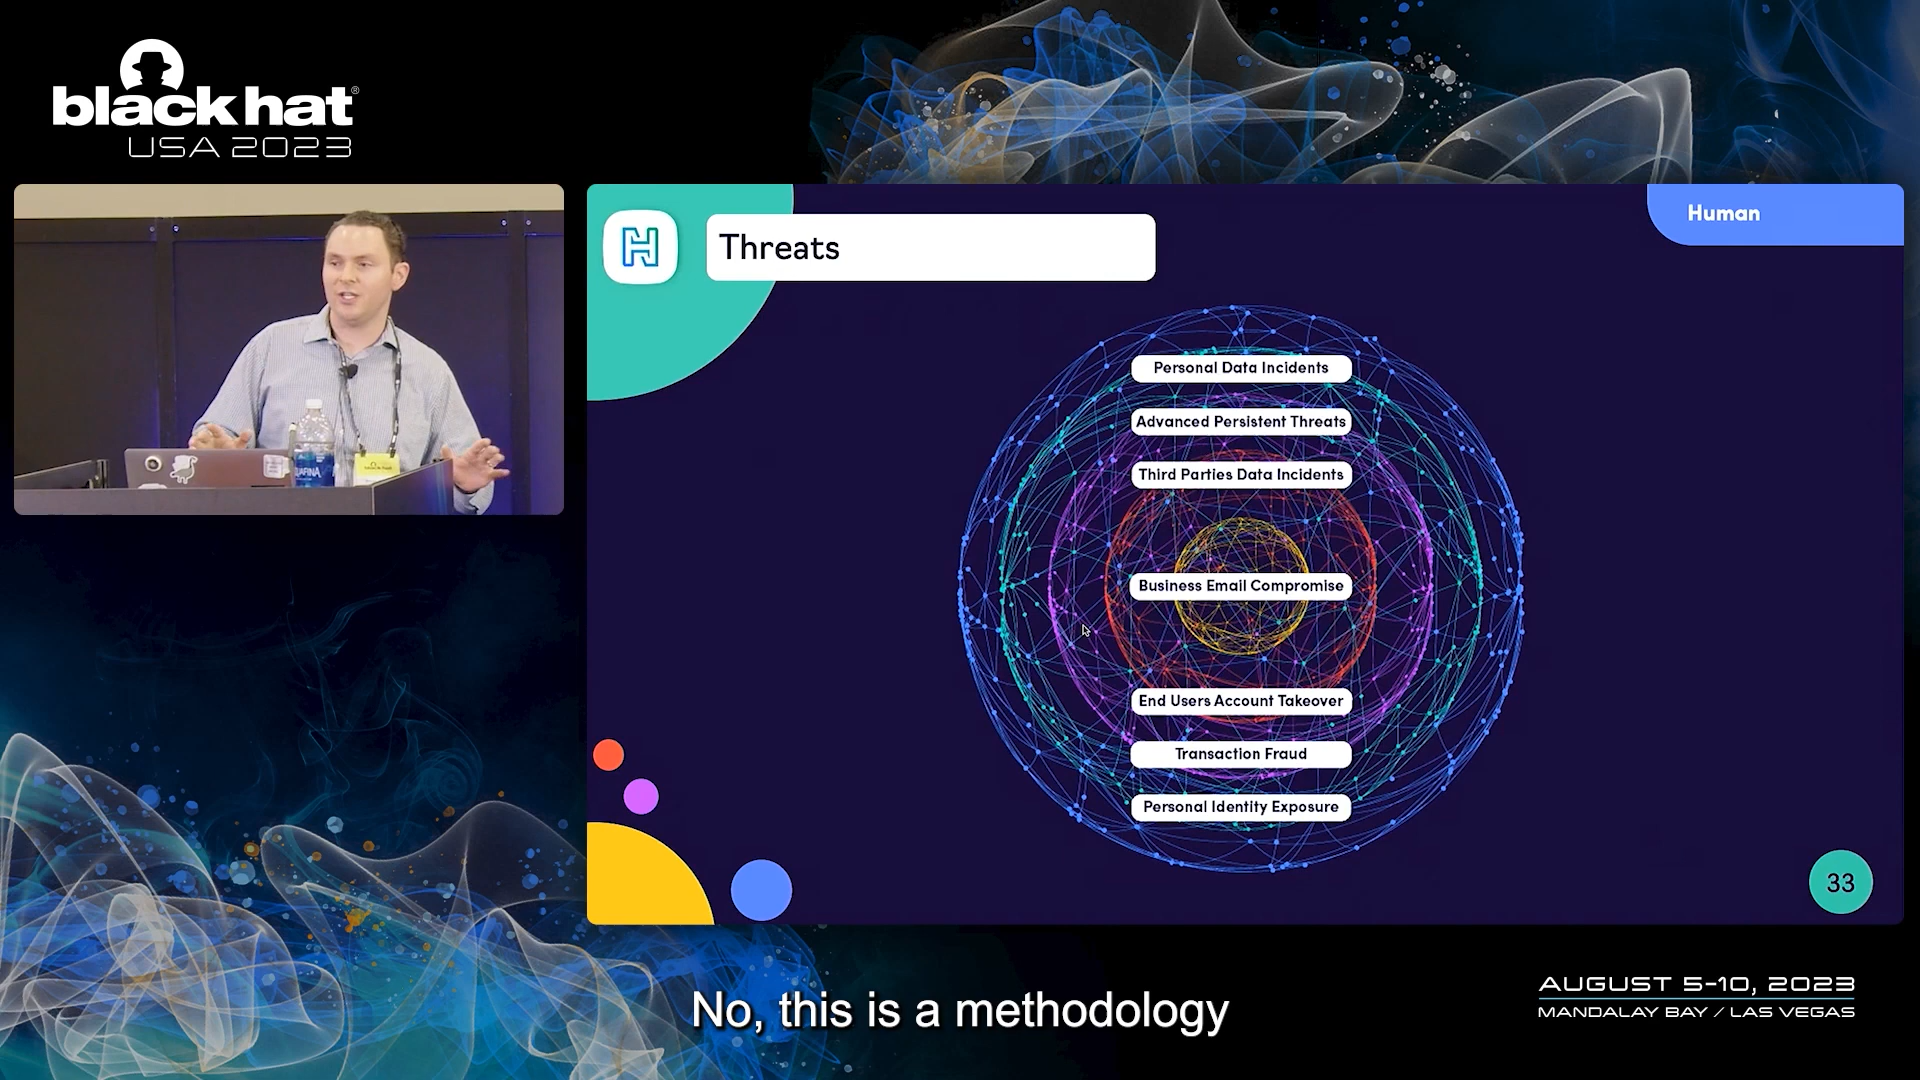 black hat®
USA 2023
Threats
Human
Personal Data Incidents
Advanced Persistent Threats
Third Parties Data Incidents
Business Email Compromise
End Users Account Takeover
Transaction Fraud
Personal Identity Exposure
33
AUGUST 5-10, 2023
MANDALAY BAY / LAS VEGAS
No, this is a methodology